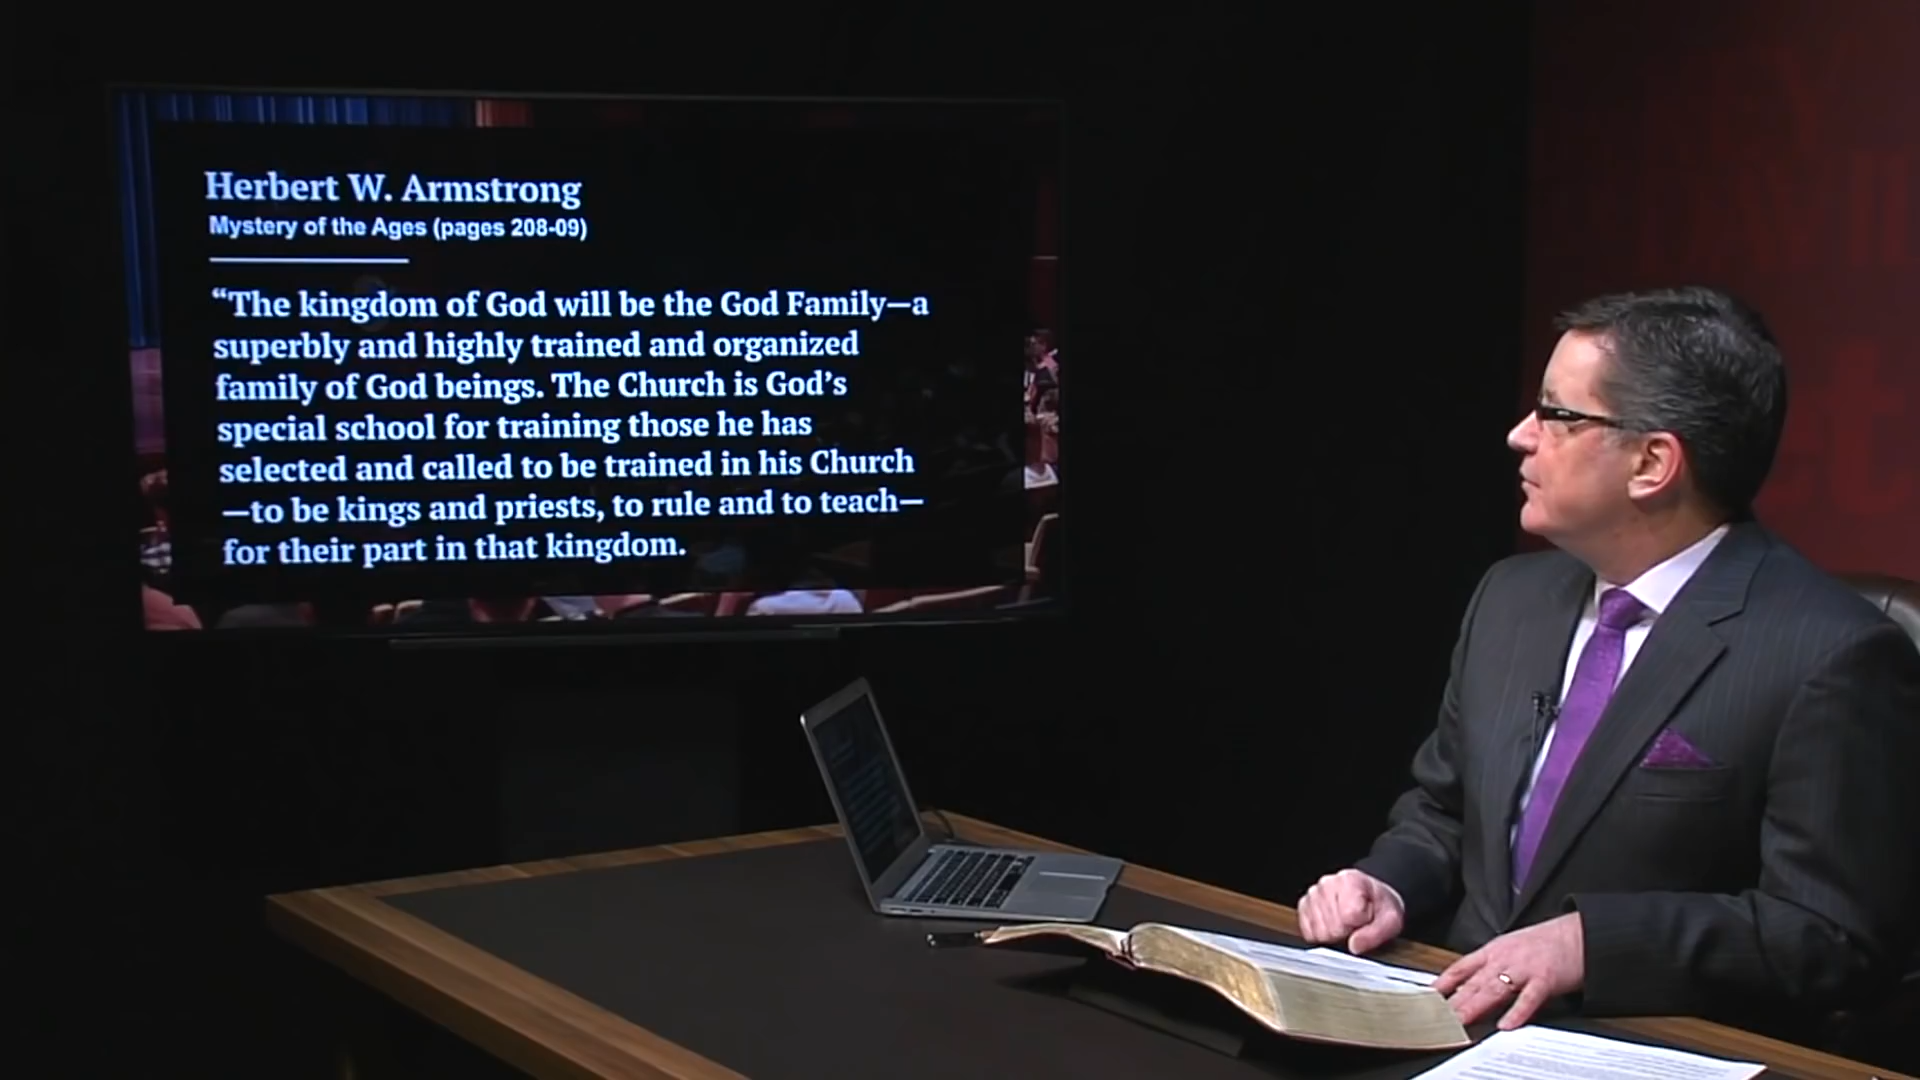 Herbert W. Armstrong
Mystery of the Ages (pages 208-09)
“The kingdom of God will be the God Family—a
superbly and highly trained and organized
family of God beings. The Church is God’s
special school for training those he has
selected and called to be trained in his Church
—to be kings and priests, to rule and to teach—
for their part in that kingdom.